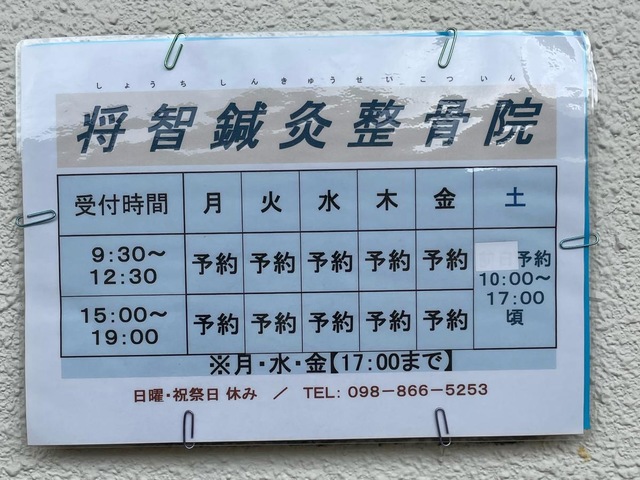 しょうち しんきゅうせいこついん
将智鍼灸整骨院
受付時間 月 火 水 木 金 土
9:30〜 12:30 予約 予約 予約 予約 予約
15:00〜 19:00 予約 予約 予約 予約 予約
予約
10:00〜
17:00
頃
※月・水・金【17:00まで】
日曜・祝祭日 休み ／ TEL: 098-866-5253